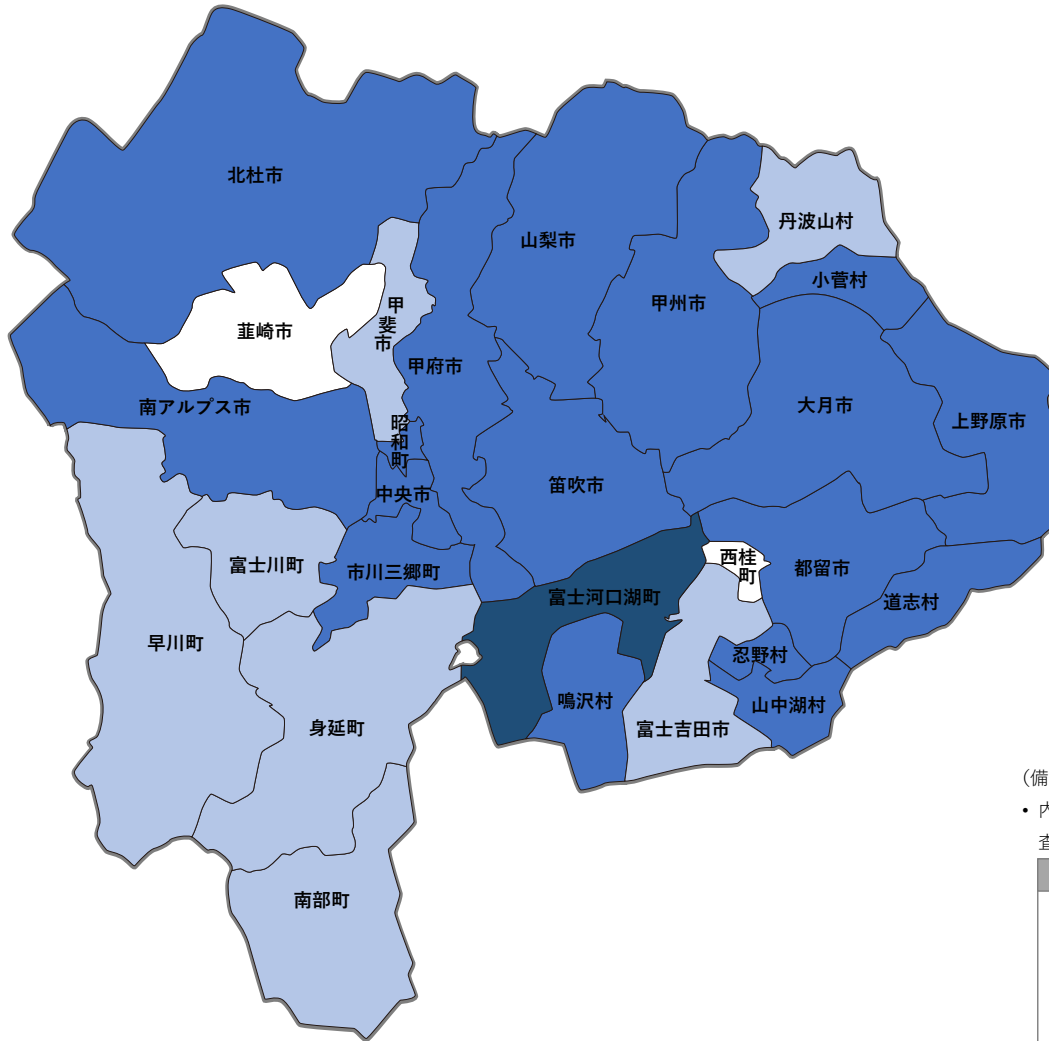 北杜市
山梨市
丹波山村
小菅村
甲州市
韮崎市
甲斐市
甲府市
南アルプス市
昭和町
大月市
上野原市
中央市
笛吹市
富士川町
市川三郷町
西桂町
都留市
富士河口湖町
道志村
早川町
忍野村
鳴沢村
山中湖村
身延町
富士吉田市
南部町
（備
• 内
査